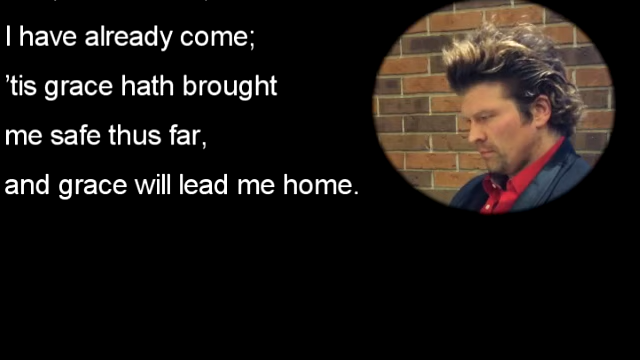 I have already come;
’tis grace hath brought
me safe thus far,
and grace will lead me home.